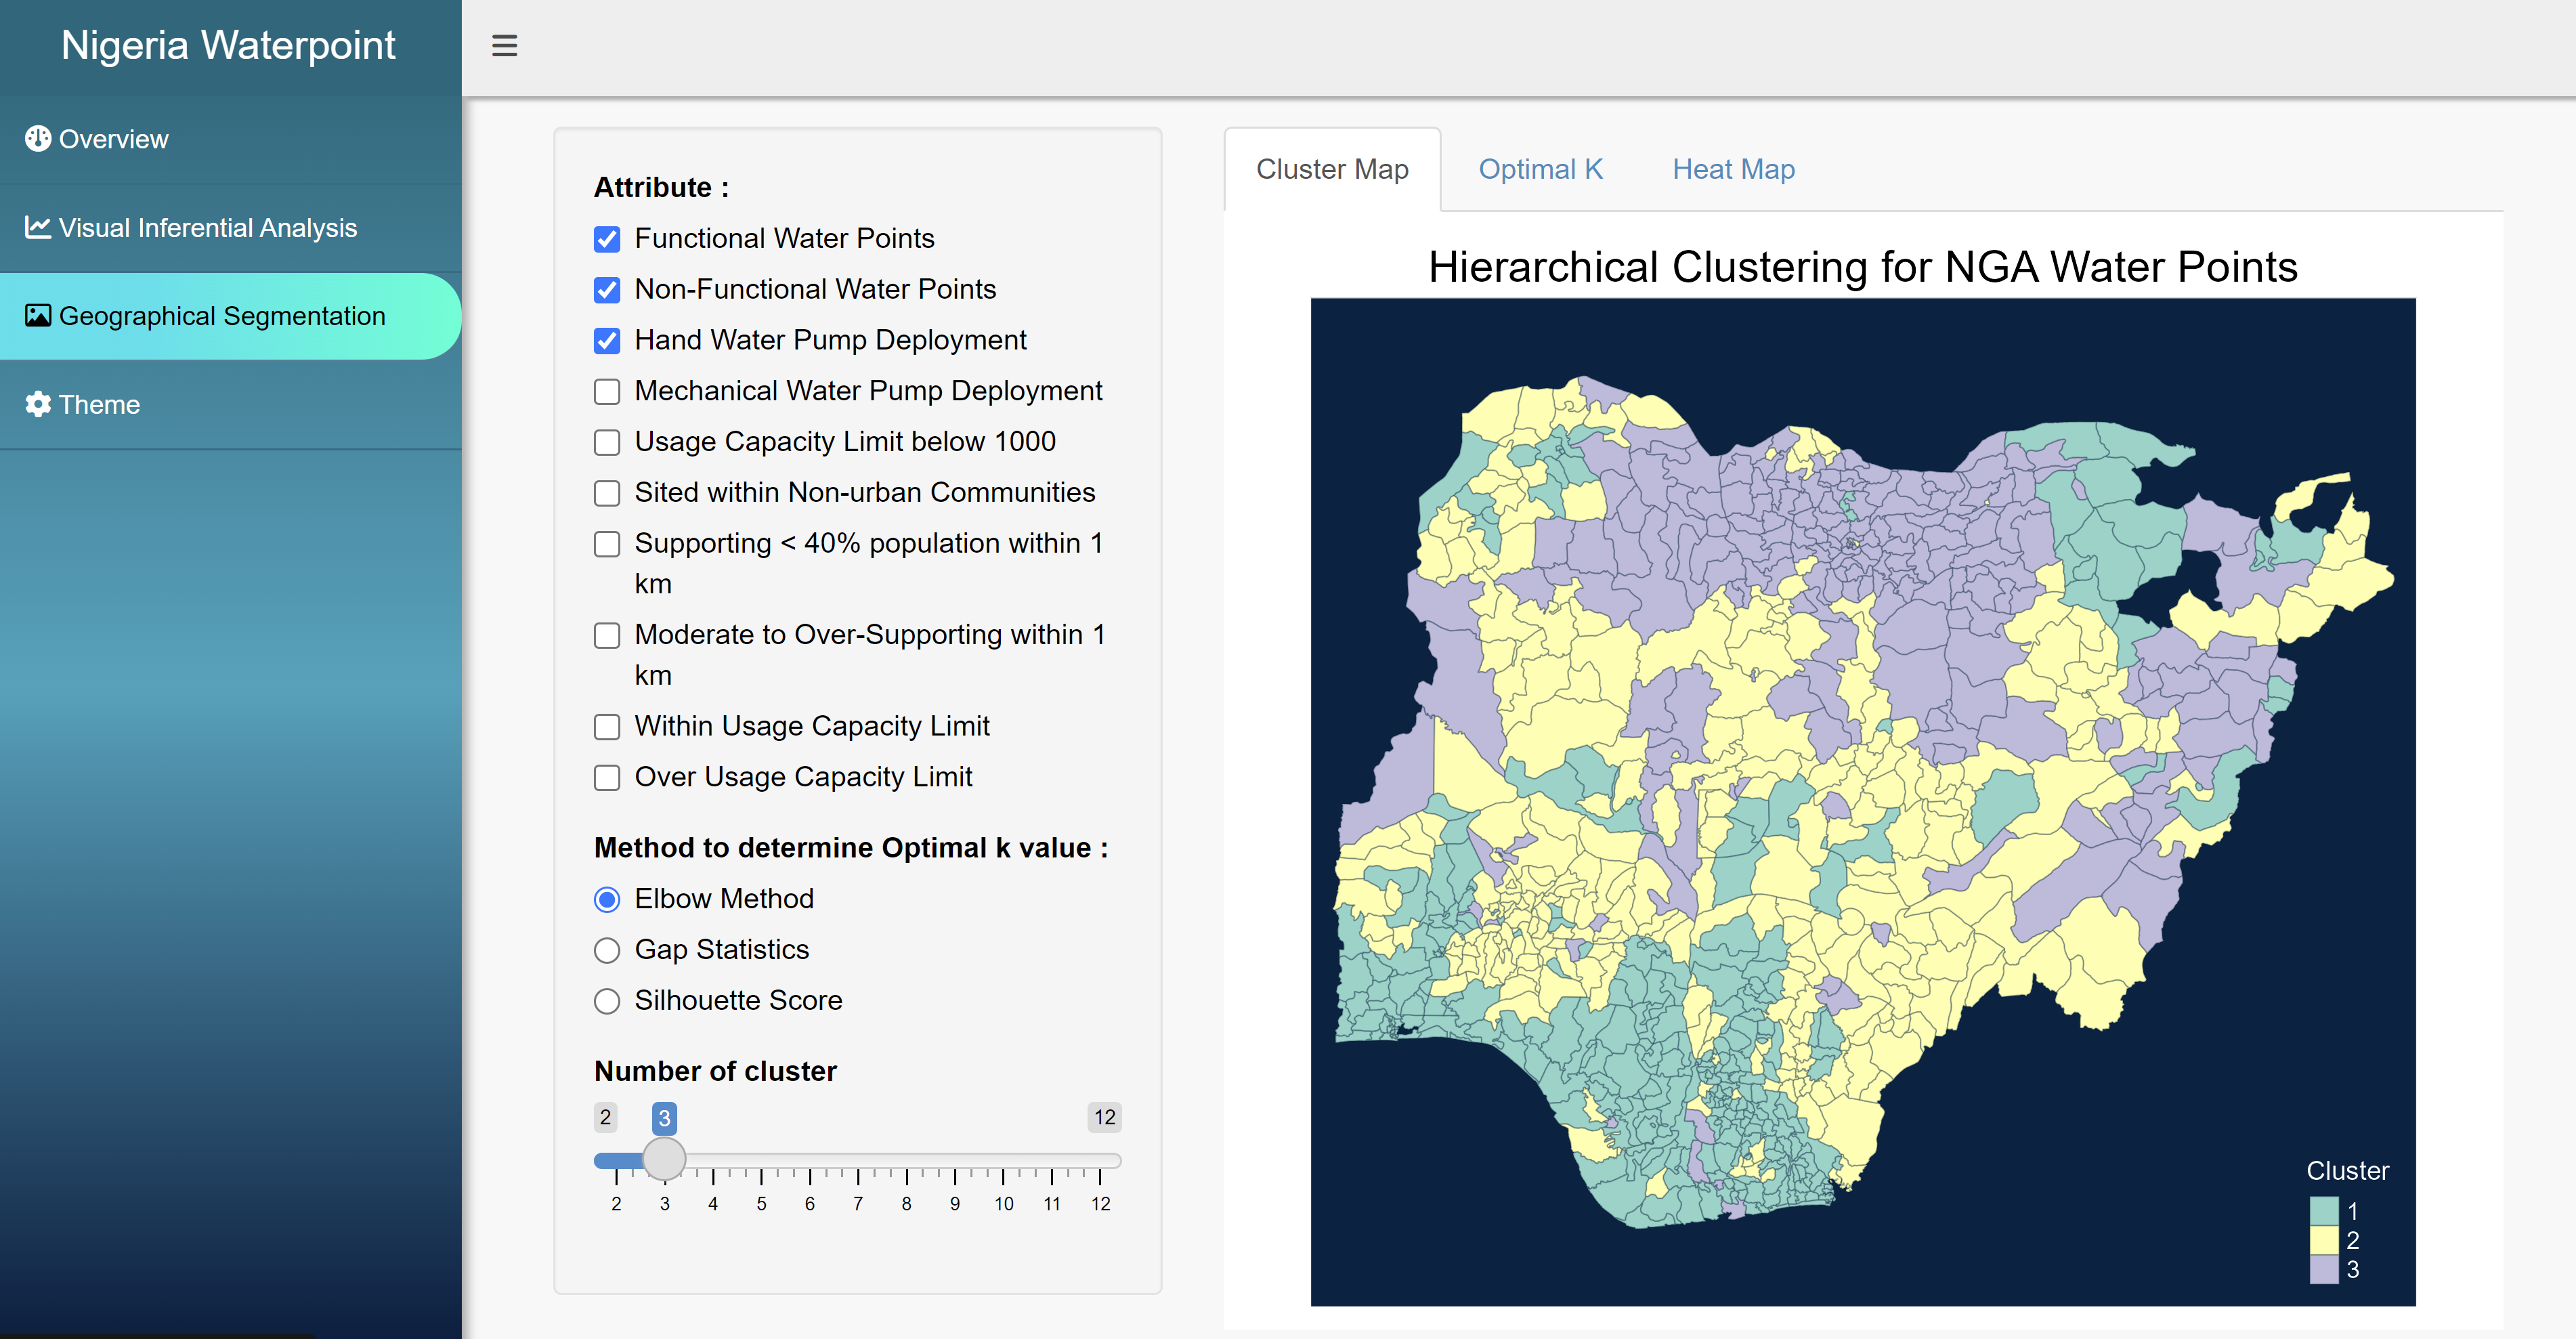 Nigeria Waterpoint
Overview
Visual Inferential Analysis
Geographical Segmentation
Theme
Attribute :
Functional Water Points
Non-Functional Water Points
Hand Water Pump Deployment
Mechanical Water Pump Deployment
Usage Capacity Limit below 1000
Sited within Non-urban Communities
Supporting < 40% population within 1
km
Moderate to Over-Supporting within 1
km
Within Usage Capacity Limit
Over Usage Capacity Limit
Method to determine Optimal k value :
Elbow Method
Gap Statistics
Silhouette Score
Number of cluster
2 3 12
2 3 4 5 6 7 8 9 10 11 12
Cluster Map Optimal K Heat Map
Hierarchical Clustering for NGA Water Points
Cluster
1
2
3